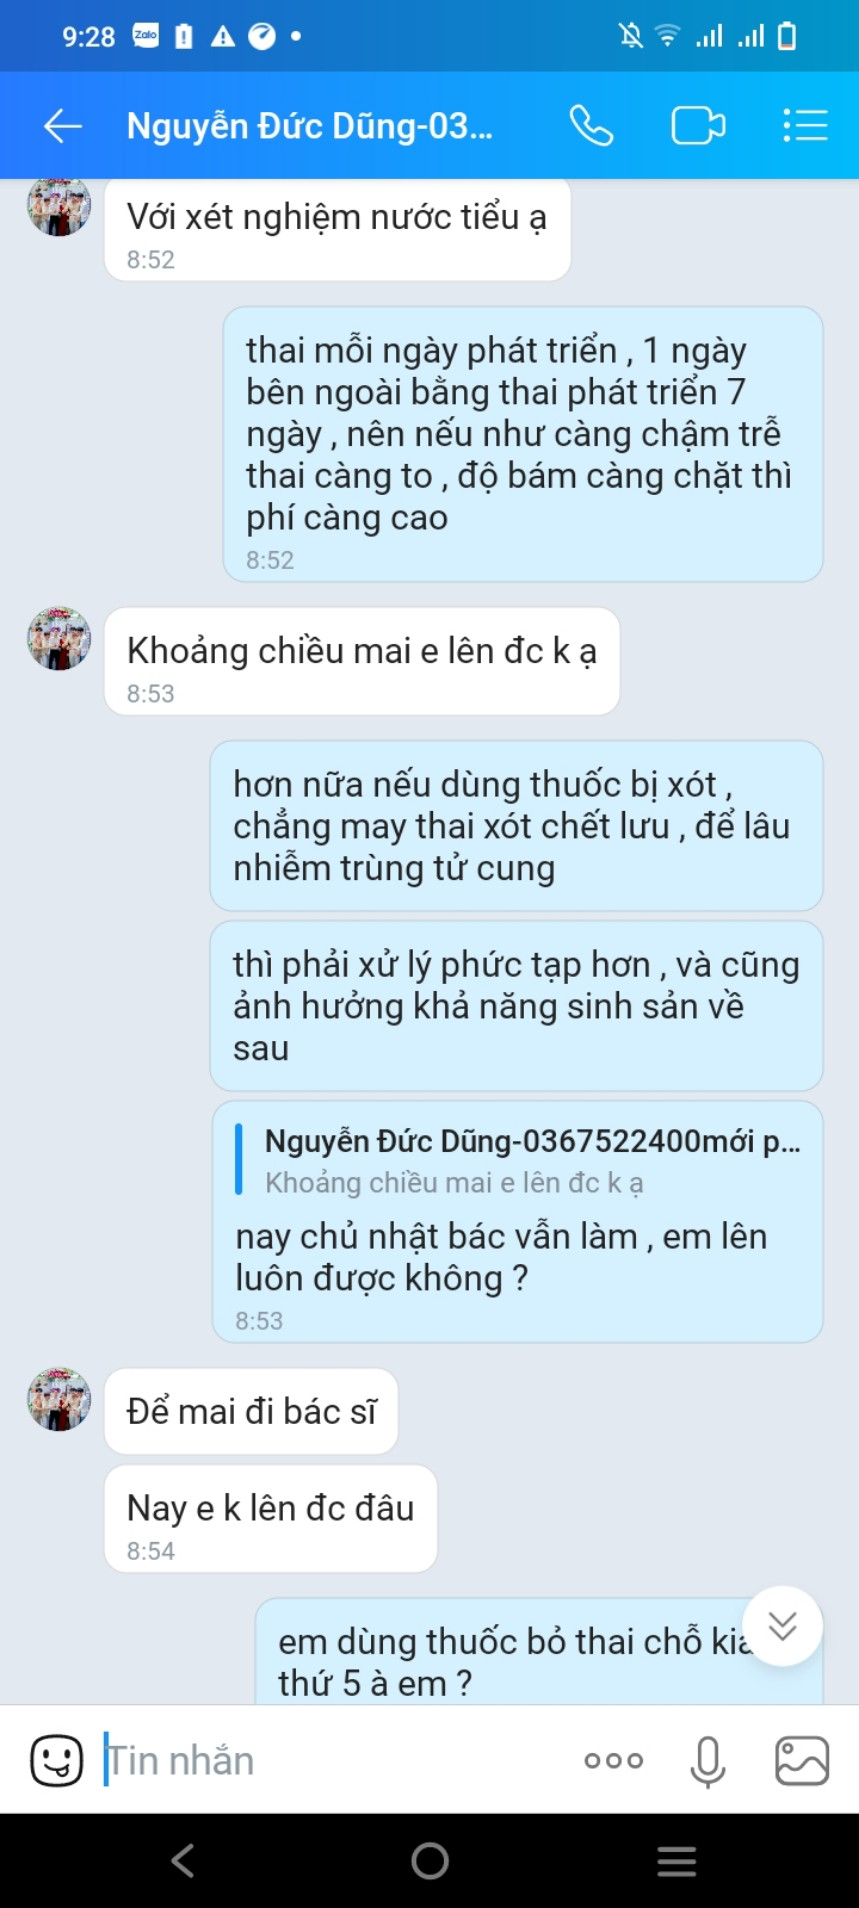 9:28
Zalo
Nguyễn Đức Dũng-03...
Với xét nghiệm nước tiểu ạ
8:52
thai mỗi ngày phát triển , 1 ngày
bên ngoài bằng thai phát triển 7
ngày , nên nếu như càng chậm trễ
thai càng to , độ bám càng chặt thì
phí càng cao
8:52
Khoảng chiều mai e lên đc k ạ
8:53
hơn nữa nếu dùng thuốc bị xót ,
chẳng may thai xót chết lưu , để lâu
nhiễm trùng tử cung
thì phải xử lý phức tạp hơn , và cũng
ảnh hưởng khả năng sinh sản về
sau
Nguyễn Đức Dũng-0367522400mới p...
Khoảng chiều mai e lên đc k ạ
nay chủ nhật bác vẫn làm , em lên
luôn được không ?
8:53
Để mai đi bác sĩ
Nay e k lên đc đâu
8:54
em dùng thuốc bỏ thai chỗ kia
thứ 5 à em ?
Tin nhắn